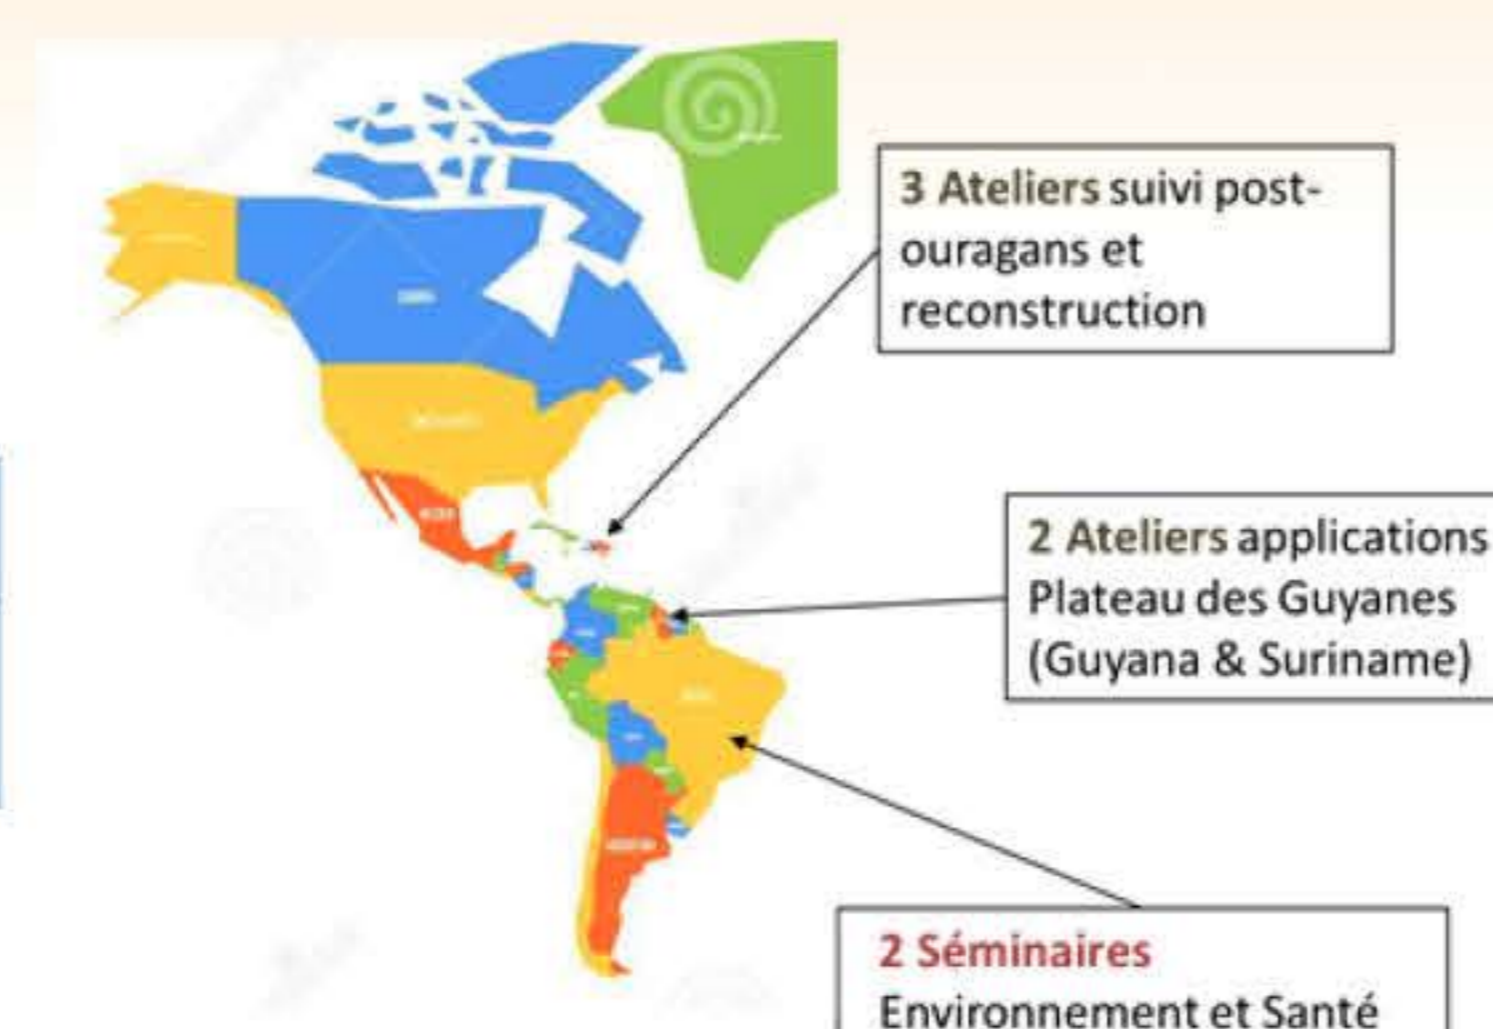 3 Ateliers suivi post-
ouragans et
reconstruction
2 Ateliers applications
Plateau des Guyanes
(Guyana & Suriname)
2 Séminaires
Environnement et Santé